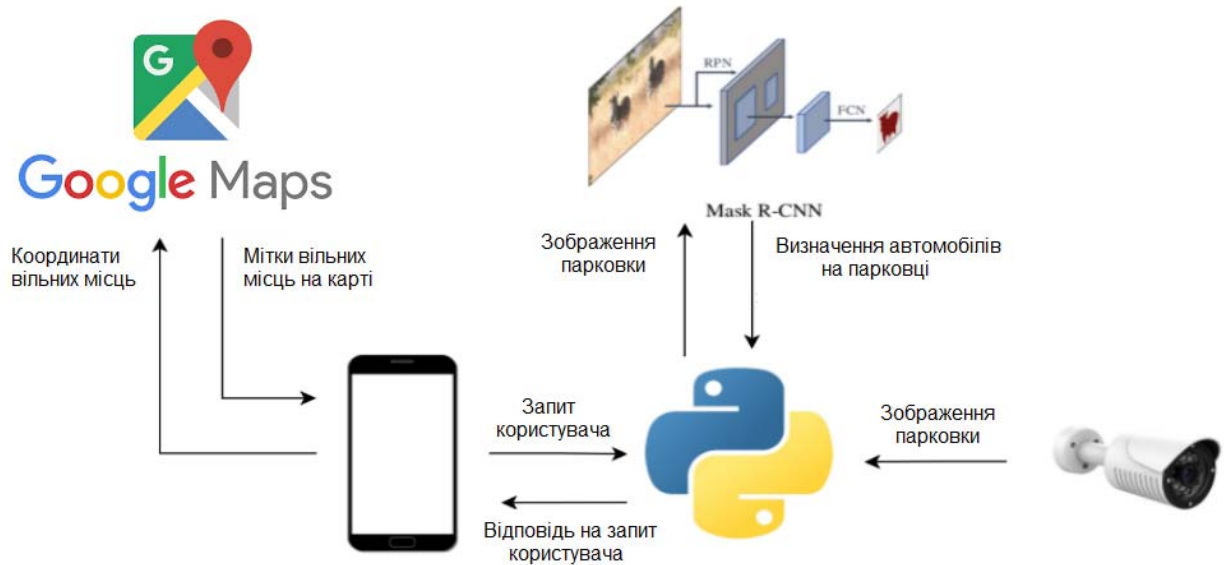 G
Google Maps
RPN
FCN
Mask R-CNN
Координати
вільних місць
Мітки вільних
місць на карті
Зображення
парковки
Визначення автомобілів
на парковці
Запит
користувача
Відповідь на запит
користувача
Зображення
парковки